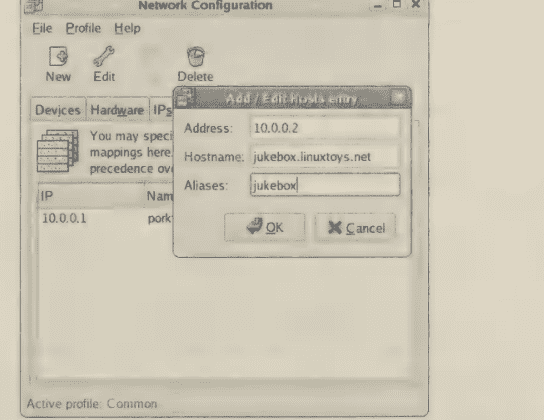 Network Configuration
File Profile Help
New Edit Delete
Devices Hardware IPs
Add / Edit Hosts entry
You may speci
mappings here
precedence ov
Address: 10.0.0.2
Hostname: jukebox.linuxtoys.net
Aliases: jukebox
IP Nam
10.0.0.1 pork
OK Cancel
Active profile: Common